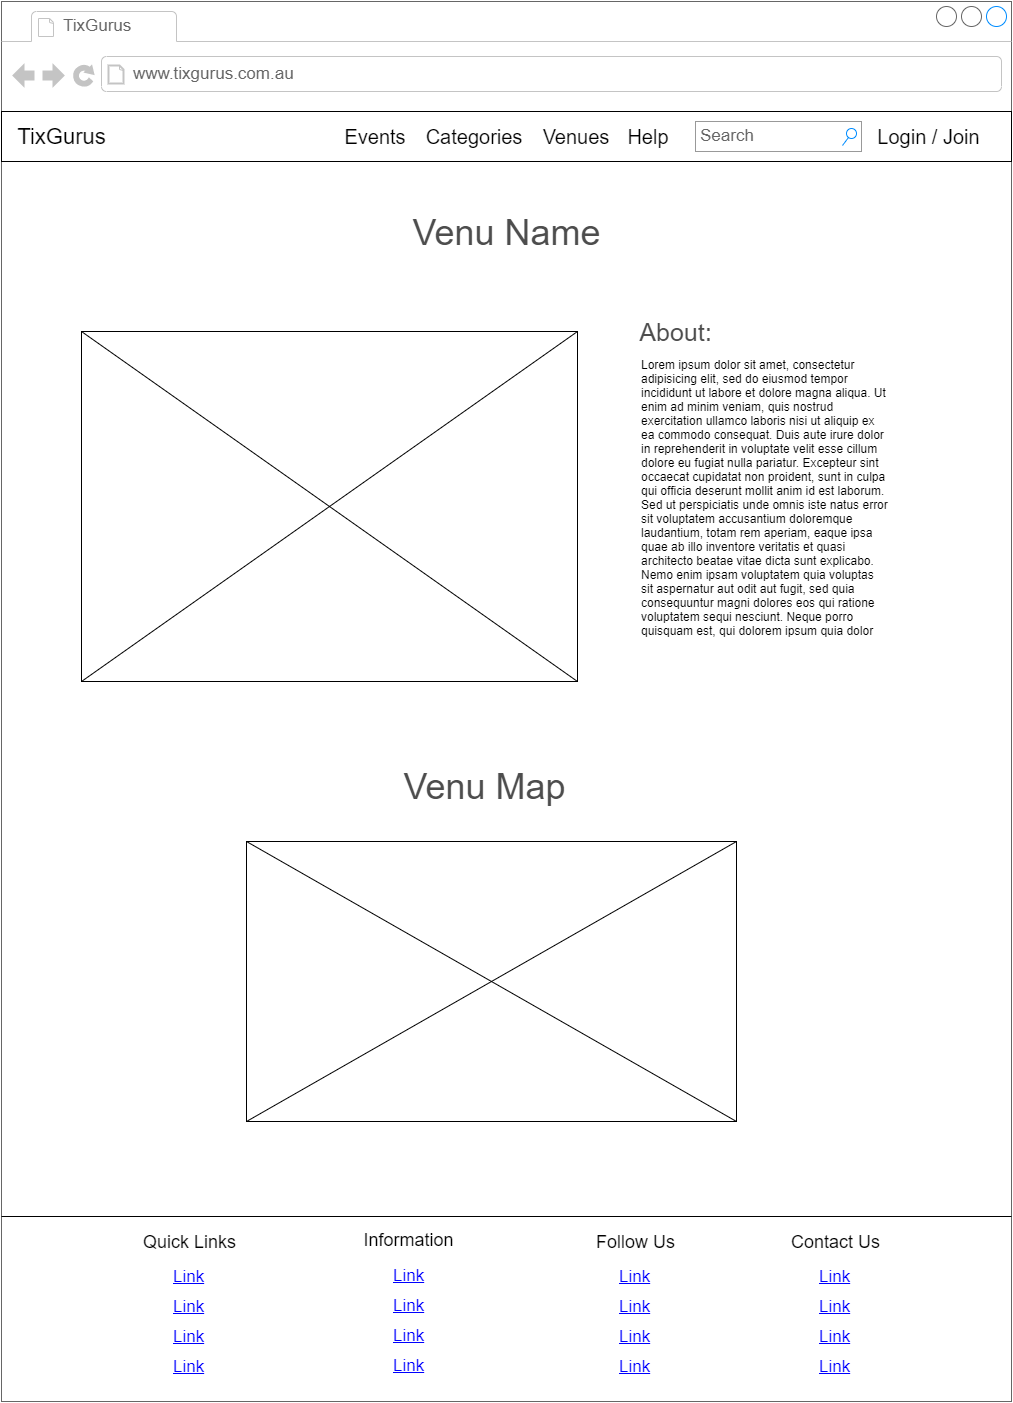 TixGurus
www.tixgurus.com.au
TixGurus Events Categories Venues Help Search Login / Join
Venu Name
About:
Lorem ipsum dolor sit amet, consectetur
adipisicing elit, sed do eiusmod tempor
incididunt ut labore et dolore magna aliqua. Ut
enim ad minim veniam, quis nostrud
exercitation ullamco laboris nisi ut aliquip ex
ea commodo consequat. Duis aute irure dolor
in reprehenderit in voluptate velit esse cillum
dolore eu fugiat nulla pariatur. Excepteur sint
occaecat cupidatat non proident, sunt in culpa
qui officia deserunt mollit anim id est laborum.
Sed ut perspiciatis unde omnis iste natus error
sit voluptatem accusantium doloremque
laudantium, totam rem aperiam, eaque ipsa
quae ab illo inventore veritatis et quasi
architecto beatae vitae dicta sunt explicabo.
Nemo enim ipsam voluptatem quia voluptas
sit aspernatur aut odit aut fugit, sed quia
consequuntur magni dolores eos qui ratione
voluptatem sequi nesciunt. Neque porro
quisquam est, qui dolorem ipsum quia dolor
Venu Map
Quick Links Information Follow Us Contact Us
Link Link Link Link
Link Link Link Link
Link Link Link Link
Link Link Link Link